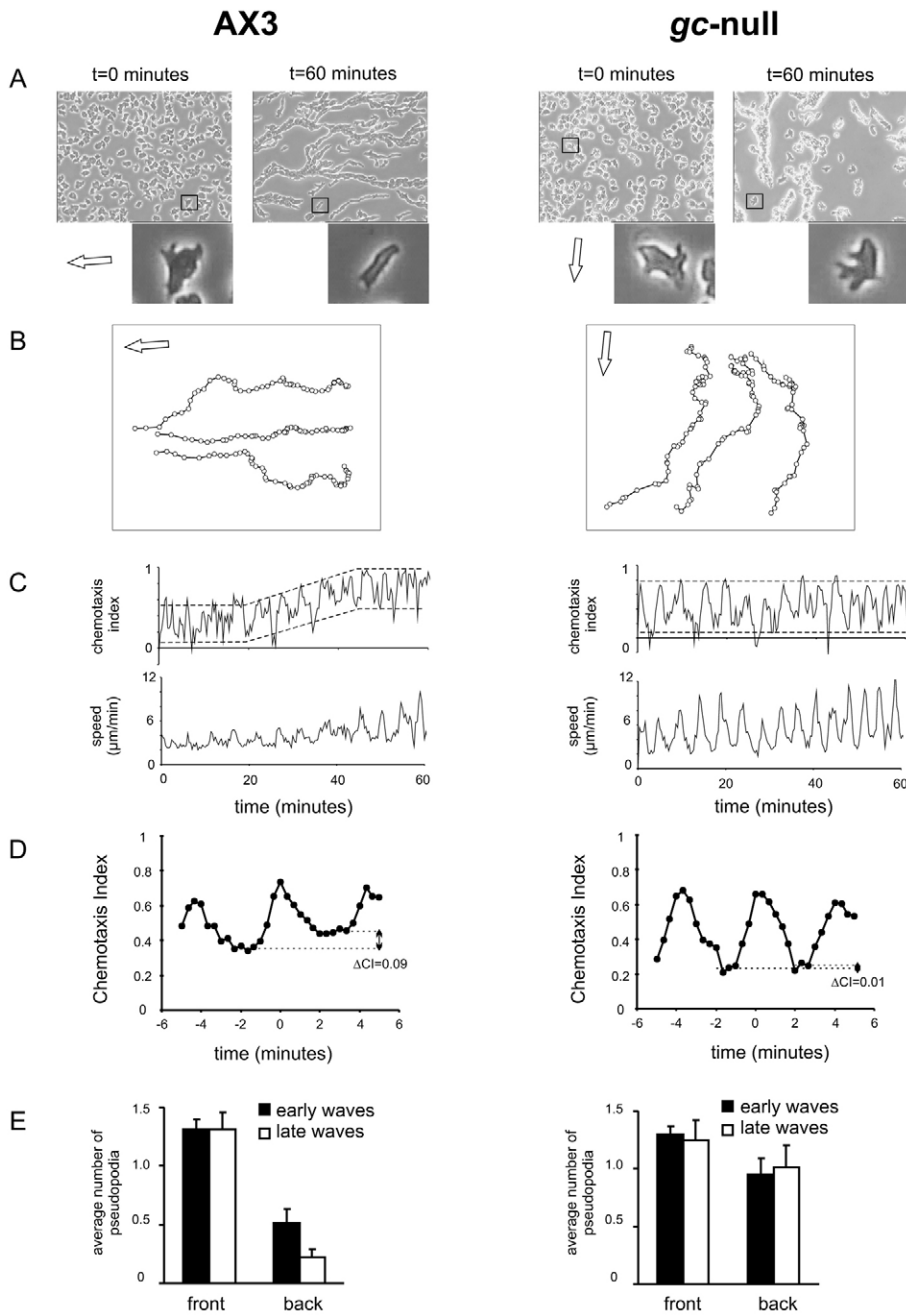 AX3 gc-null
A t=0 minutes t=60 minutes t=0 minutes t=60 minutes
B
C
chemotaxis index
1
0
speed (µm/min)
12
6
0
0 20 40 60
time (minutes)
chemotaxis index
1
0
speed (µm/min)
12
6
0
0 20 40 60
time (minutes)
D
Chemotaxis Index
1
0.8
0.6
0.4
0.2
0
ΔCI=0.09
-6 -4 -2 0 2 4 6
time (minutes)
Chemotaxis Index
1
0.8
0.6
0.4
0.2
0
ΔCI=0.01
-6 -4 -2 0 2 4 6
time (minutes)
E
average number of pseudopodia
1.5
1.0
0.5
0
early waves
late waves
front back
average number of pseudopodia
1.5
1.0
0.5
0
early waves
late waves
front back